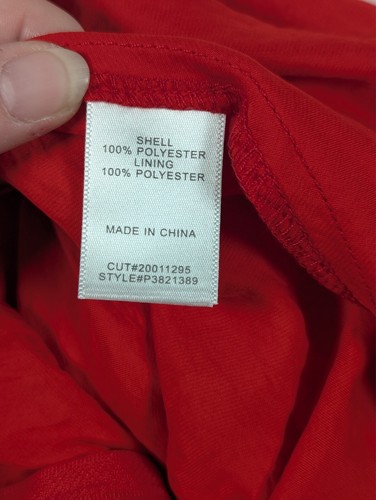 SHELL
100% POLYESTER
LINING
100% POLYESTER
MADE IN CHINA
CUT#20011295
STYLE#P3821389